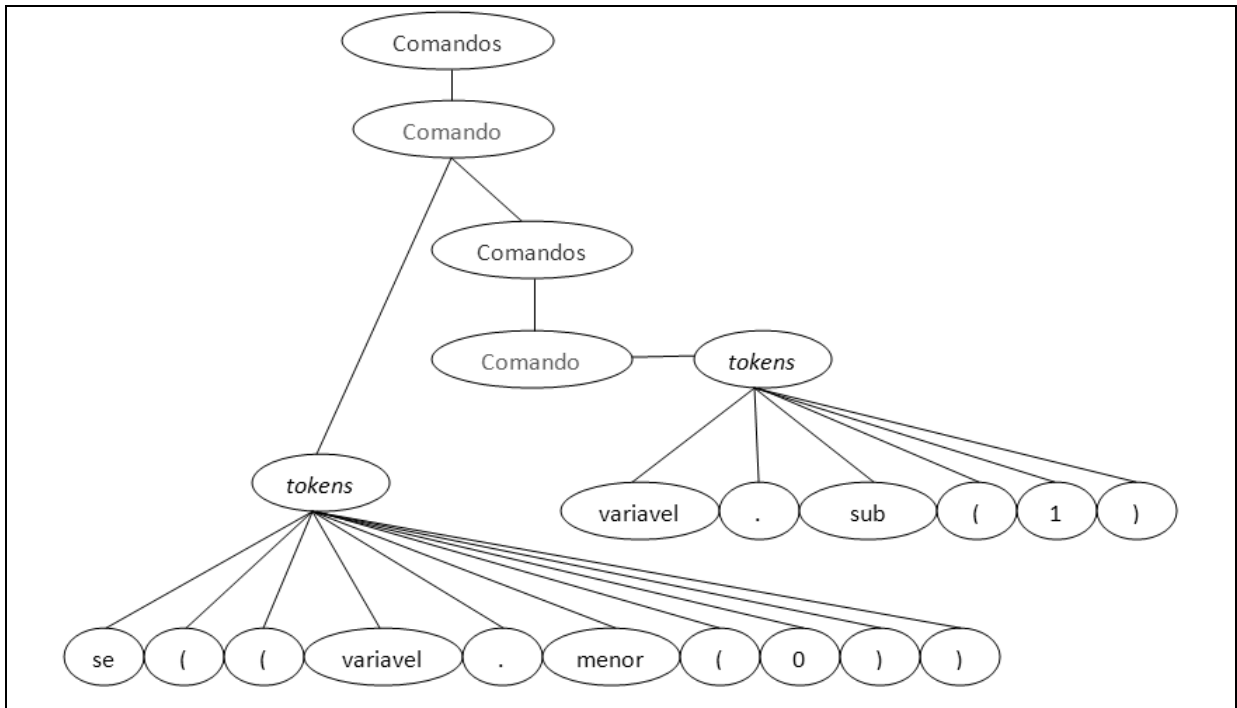 Comandos
Comando
Comandos
Comando tokens
tokens
variavel . sub ( 1 )
se ( ( variavel . menor ( 0 ) )